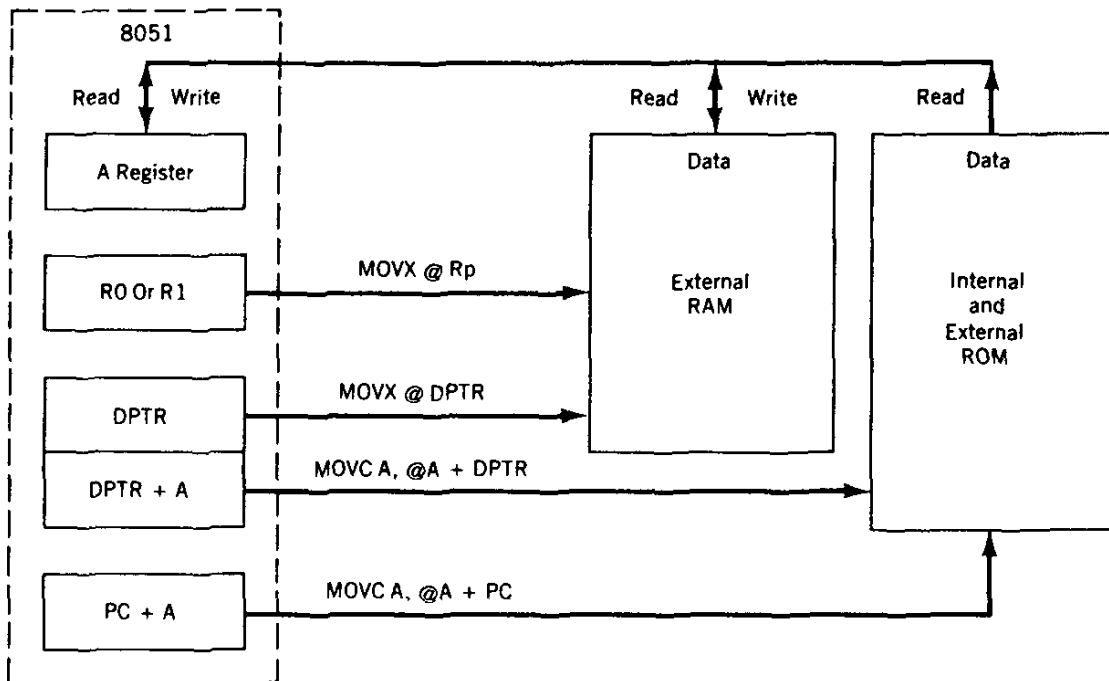 8051
Read
Write
Read
Write
Read
A Register
Data
Data
R0 Or R1
MOVX @ Rp
External
RAM
Internal
and
External
ROM
DPTR
MOVX @ DPTR
DPTR + A
MOVC A, @A + DPTR
PC + A
MOVC A, @A + PC